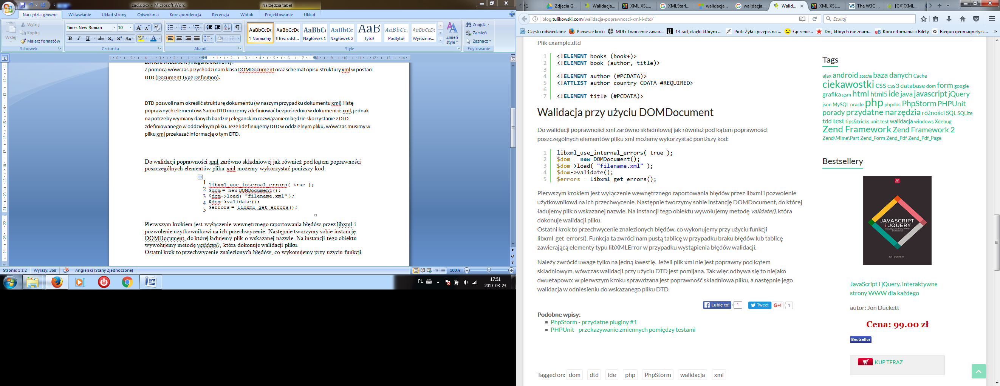 zad.docx - Microsoft Word
Narzędzia tabel
Narzędzia główne
Wstawianie
Układ strony
Odwołania
Korespondencja
Recenzja
Widok
Projektowanie
Układ
Wklej
Wytnij
Kopiuj
Malarz formatów
Schowek
Times New Roman
10
Czcionka
Akapit
AaBbCcDc
¶ Normalny
AaBbCcDc
¶ Bez odst...
AaBbC
Nagłówek 1
AaBbCc
Nagłówek 2
AaB
Tytuł
AaBbCc.
Podtytuł
AaBbCcDc
Wyróżnie...
Zmień
style
Style
Znajdź
Zamień
Zaznacz
Edytowanie
zawiera wszelkie wymagane elementy.
Z pomocą wówczas przychodzi nam klasa DOMDocument oraz schemat opisu struktury xml w postaci
DTD (Document Type Definition).
DTD pozwoli nam określić strukturę dokumentu (w naszym przypadku dokumentu xml) i listę
poprawnych elementów. Samo DTD możemy zdefiniować bezpośrednio w dokumencie xml, jednak
na potrzeby wymiany danych bardziej eleganckim rozwiązaniem będzie skorzystanie z DTD
zdefiniowanego w oddzielnym pliku. Jeżeli definiujemy DTD w oddzielnym pliku, wówczas musimy w
pliku xml przekazać informację o tym DTD.
Do walidacji poprawności xml zarówno składniowej jak również pod kątem poprawności
poszczególnych elementów pliku xml możemy wykorzystać poniższy kod:
1 libxml_use_internal_errors( true );
2 $dom = new DOMDocument();
3 $dom->load( "filename.xml" );
4 $dom->validate();
5 $errors = libxml_get_errors();
Pierwszym krokiem jest wyłączenie wewnętrznego raportowania błędów przez libxml i
pozwolenie użytkownikowi na ich przechwycenie. Następnie tworzymy sobie instancję
DOMDocument, do której ładujemy plik o wskazanej nazwie. Na instancji tego obiektu
wywołujemy metodę validate(), która dokonuje walidacji pliku.
Ostatni krok to przechwycenie znalezionych błędów, co wykonujemy przy użyciu funkcji
Strona: 1 z 2
Wyrazy: 368
Angielski (Stany Zjednoczone)
100%
PL
17:51
2017-03-23
1
Zdjęcia G...
Walidacja...
XML XSL...
XMLStarl...
walidacja...
walidacja...
Walid...
XML XSL...
The W3C ...
[C#][XML...
blog.tulikowski.com/walidacja-poprawnosci-xml-i-dtd/
Szukaj
Często odwiedzane
Pierwsze kroki
MDL: Tworzenie zawar...
13 rad, dzięki którym ...
Piotr Żyła i przepis na ...
Łączenie...
Dni, których nie znam...
Koncertomania :: Bilety
Biegun geomagnetycz...
Plik example.dtd
1 <!ELEMENT books (book+)>
2 <!ELEMENT book (author, title)>
3
4 <!ELEMENT author (#PCDATA)>
5 <!ATTLIST author country CDATA #REQUIRED>
6
7 <!ELEMENT title (#PCDATA)>
Walidacja przy użyciu DOMDocument
Do walidacji poprawności xml zarówno składniowej jak również pod kątem poprawności
poszczególnych elementów pliku xml możemy wykorzystać poniższy kod:
1 libxml_use_internal_errors( true );
2 $dom = new DOMDocument();
3 $dom->load( "filename.xml" );
4 $dom->validate();
5 $errors = libxml_get_errors();
Pierwszym krokiem jest wyłączenie wewnętrznego raportowania błędów przez libxml i pozwolenie
użytkownikowi na ich przechwycenie. Następnie tworzymy sobie instancję DOMDocument, do której
ładujemy plik o wskazanej nazwie. Na instancji tego obiektu wywołujemy metodę validate(), która
dokonuje walidacji pliku.
Ostatni krok to przechwycenie znalezionych błędów, co wykonujemy przy użyciu funkcji
libxml_get_errors(). Funkcja ta zwróci nam pustą tablicę w przypadku braku błędów lub tablicę
zawierającą elementy typu libXMLError w przypadku wystąpienia błędów walidacji.
Należy zwrócić uwage tylko na jedną kwestię. Jeżeli plik xml nie jest poprawny pod kątem
składniowym, wówczas walidacji przy użyciu DTD jest pomijana. Tak więc odbywa się to niejako
dwuetapowo: w pierwszym kroku sprawdzana jest poprawność składniowa pliku, a następnie jego
walidacja w odniesieniu do wskazanego pliku DTD.
Lubię to! 1
Tweet
G+1 1
Podobne wpisy:
PhpStorm - przydatne pluginy #1
PHPUnit - przekazywanie zmiennych pomiędzy testami
Tagged on: dom dtd ide php PhpStorm walidacja xml
Tags
ajax android apache baza danych Cache
ciekawostki css css3 database dom form google
grafika gsm html html5 ide java javascript jQuery
json MySQL oracle php phpdoc PhpStorm PHPUnit
porady przydatne narzędzia różności SQL SQLite
tdd test tips&tricks unit test walidacja windows Xdebug
Zend Framework Zend Framework 2
Zend\Mime\Part Zend_Form Zend_Pdf Zend_Pdf_Page
Bestsellery
JAVASCRIPT
i JQUERY
Interaktywne strony WWW
dla każdego
JON DUCKETT
JavaScript i jQuery. Interaktywne
strony WWW dla każdego
autor: Jon Duckett
Cena: 99.00 zł
Bestseller
KUP TERAZ